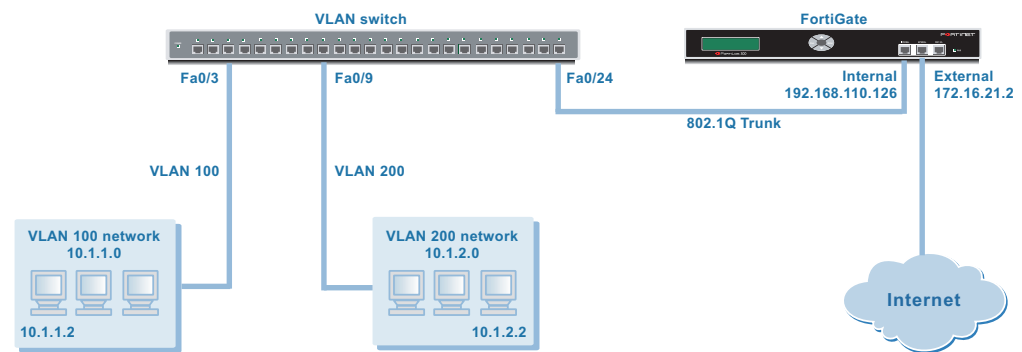 VLAN switch
FortiGate
FORTINET
Fa0/3
Fa0/9
Fa0/24
Internal
192.168.110.126
External
172.16.21.2
802.1Q Trunk
VLAN 100
VLAN 200
VLAN 100 network
10.1.1.0
10.1.1.2
VLAN 200 network
10.1.2.0
10.1.2.2
Internet